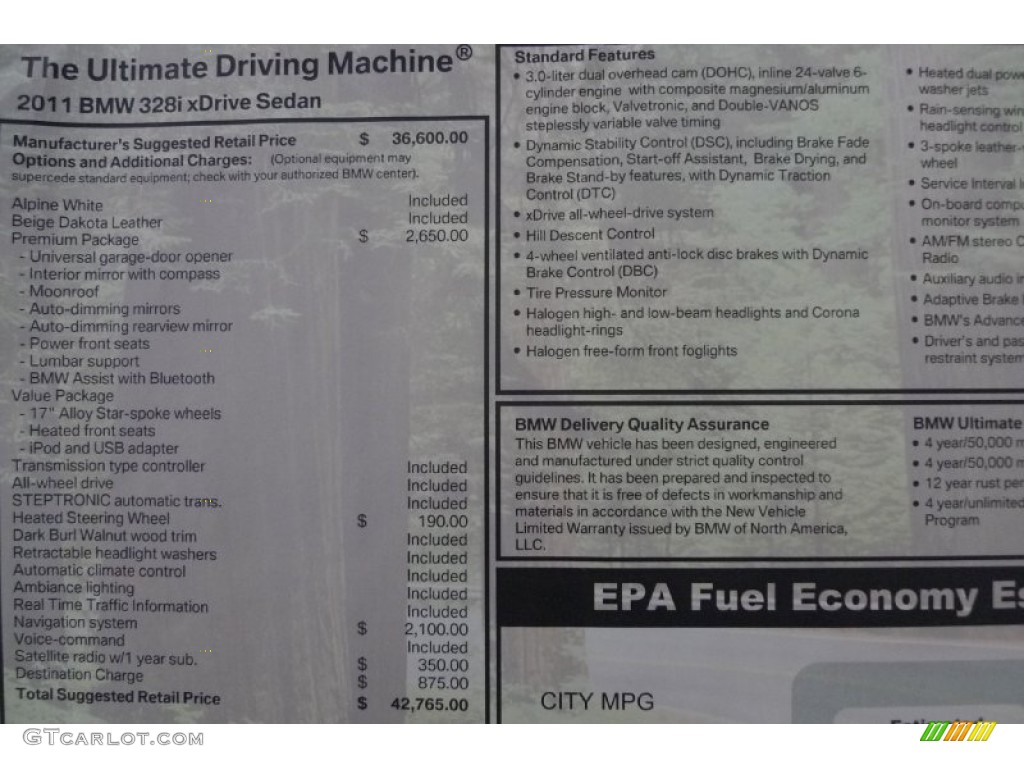 The Ultimate Driving Machine®
2011 BMW 328i xDrive Sedan
Manufacturer's Suggested Retail Price $ 36,600.00
Options and Additional Charges: (Optional equipment may
supercede standard equipment; check with your authorized BMW center).
Alpine White Included
Beige Dakota Leather Included
Premium Package $ 2,650.00
- Universal garage-door opener
- Interior mirror with compass
- Moonroof
- Auto-dimming mirrors
- Auto-dimming rearview mirror
- Power front seats
- Lumbar support
- BMW Assist with Bluetooth
Value Package
- 17" Alloy Star-spoke wheels
- Heated front seats
- iPod and USB adapter
Transmission type controller Included
All-wheel drive Included
STEPTRONIC automatic trans. Included
Heated Steering Wheel $ 190.00
Dark Burl Walnut wood trim Included
Retractable headlight washers Included
Automatic climate control Included
Ambiance lighting Included
Real Time Traffic Information Included
Navigation system $ 2,100.00
Voice-command Included
Satellite radio w/1 year sub. $ 350.00
Destination Charge $ 875.00
Total Suggested Retail Price $ 42,765.00
Standard Features
• 3.0-liter dual overhead cam (DOHC), inline 24-valve 6-
cylinder engine with composite magnesium/aluminum
engine block, Valvetronic, and Double-VANOS
steplessly variable valve timing
• Dynamic Stability Control (DSC), including Brake Fade
Compensation, Start-off Assistant, Brake Drying, and
Brake Stand-by features, with Dynamic Traction
Control (DTC)
• xDrive all-wheel-drive system
• Hill Descent Control
• 4-wheel ventilated anti-lock disc brakes with Dynamic
Brake Control (DBC)
• Tire Pressure Monitor
• Halogen high- and low-beam headlights and Corona
headlight-rings
• Halogen free-form front foglights
• Heated dual powe
washer jets
• Rain-sensing win
headlight control
• 3-spoke leather-
wheel
• Service Interval I
• On-board compu
monitor system
• AM/FM stereo C
Radio
• Auxiliary audio in
• Adaptive Brake
• BMW's Advance
• Driver's and pas
restraint system
BMW Delivery Quality Assurance
This BMW vehicle has been designed, engineered
and manufactured under strict quality control
guidelines. It has been prepared and inspected to
ensure that it is free of defects in workmanship and
materials in accordance with the New Vehicle
Limited Warranty issued by BMW of North America,
LLC.
BMW Ultimate
• 4 year/50,000 m
• 4 year/50,000 m
• 12 year rust per
• 4 year/unlimited
Program
EPA Fuel Economy Es
CITY MPG
GTCARLOT.COM